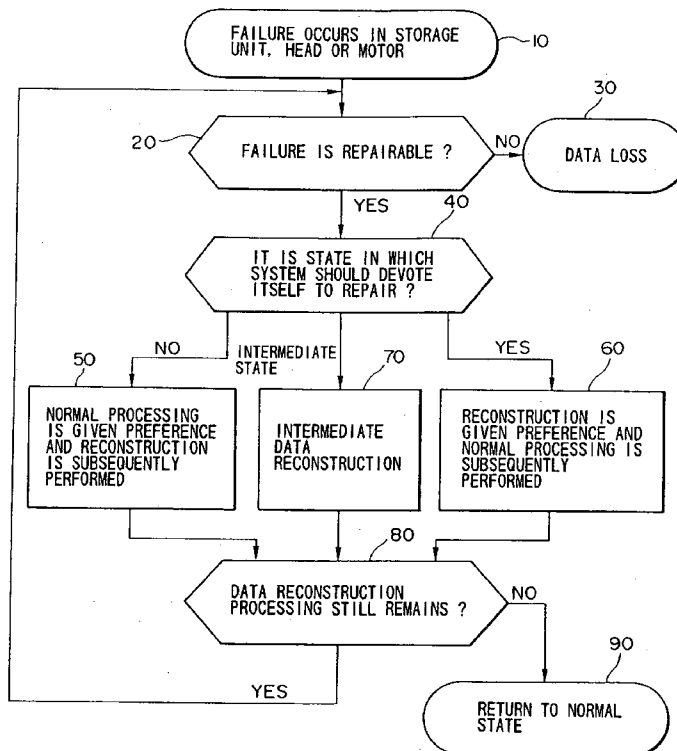 FAILURE OCCURS IN STORAGE
UNIT, HEAD OR MOTOR
10
30
20
FAILURE IS REPAIRABLE ?
NO
DATA LOSS
YES
40
IT IS STATE IN WHICH
SYSTEM SHOULD DEVOTE
ITSELF TO REPAIR ?
50
NO
INTERMEDIATE
STATE
70
YES
60
NORMAL PROCESSING
IS GIVEN PREFERENCE
AND RECONSTRUCTION
IS SUBSEQUENTLY
PERFORMED
INTERMEDIATE
DATA
RECONSTRUCTION
RECONSTRUCTION IS
GIVEN PREFERENCE AND
NORMAL PROCESSING IS
SUBSEQUENTLY
PERFORMED
80
DATA RECONSTRUCTION
PROCESSING STILL REMAINS ?
NO
YES
90
RETURN TO NORMAL
STATE